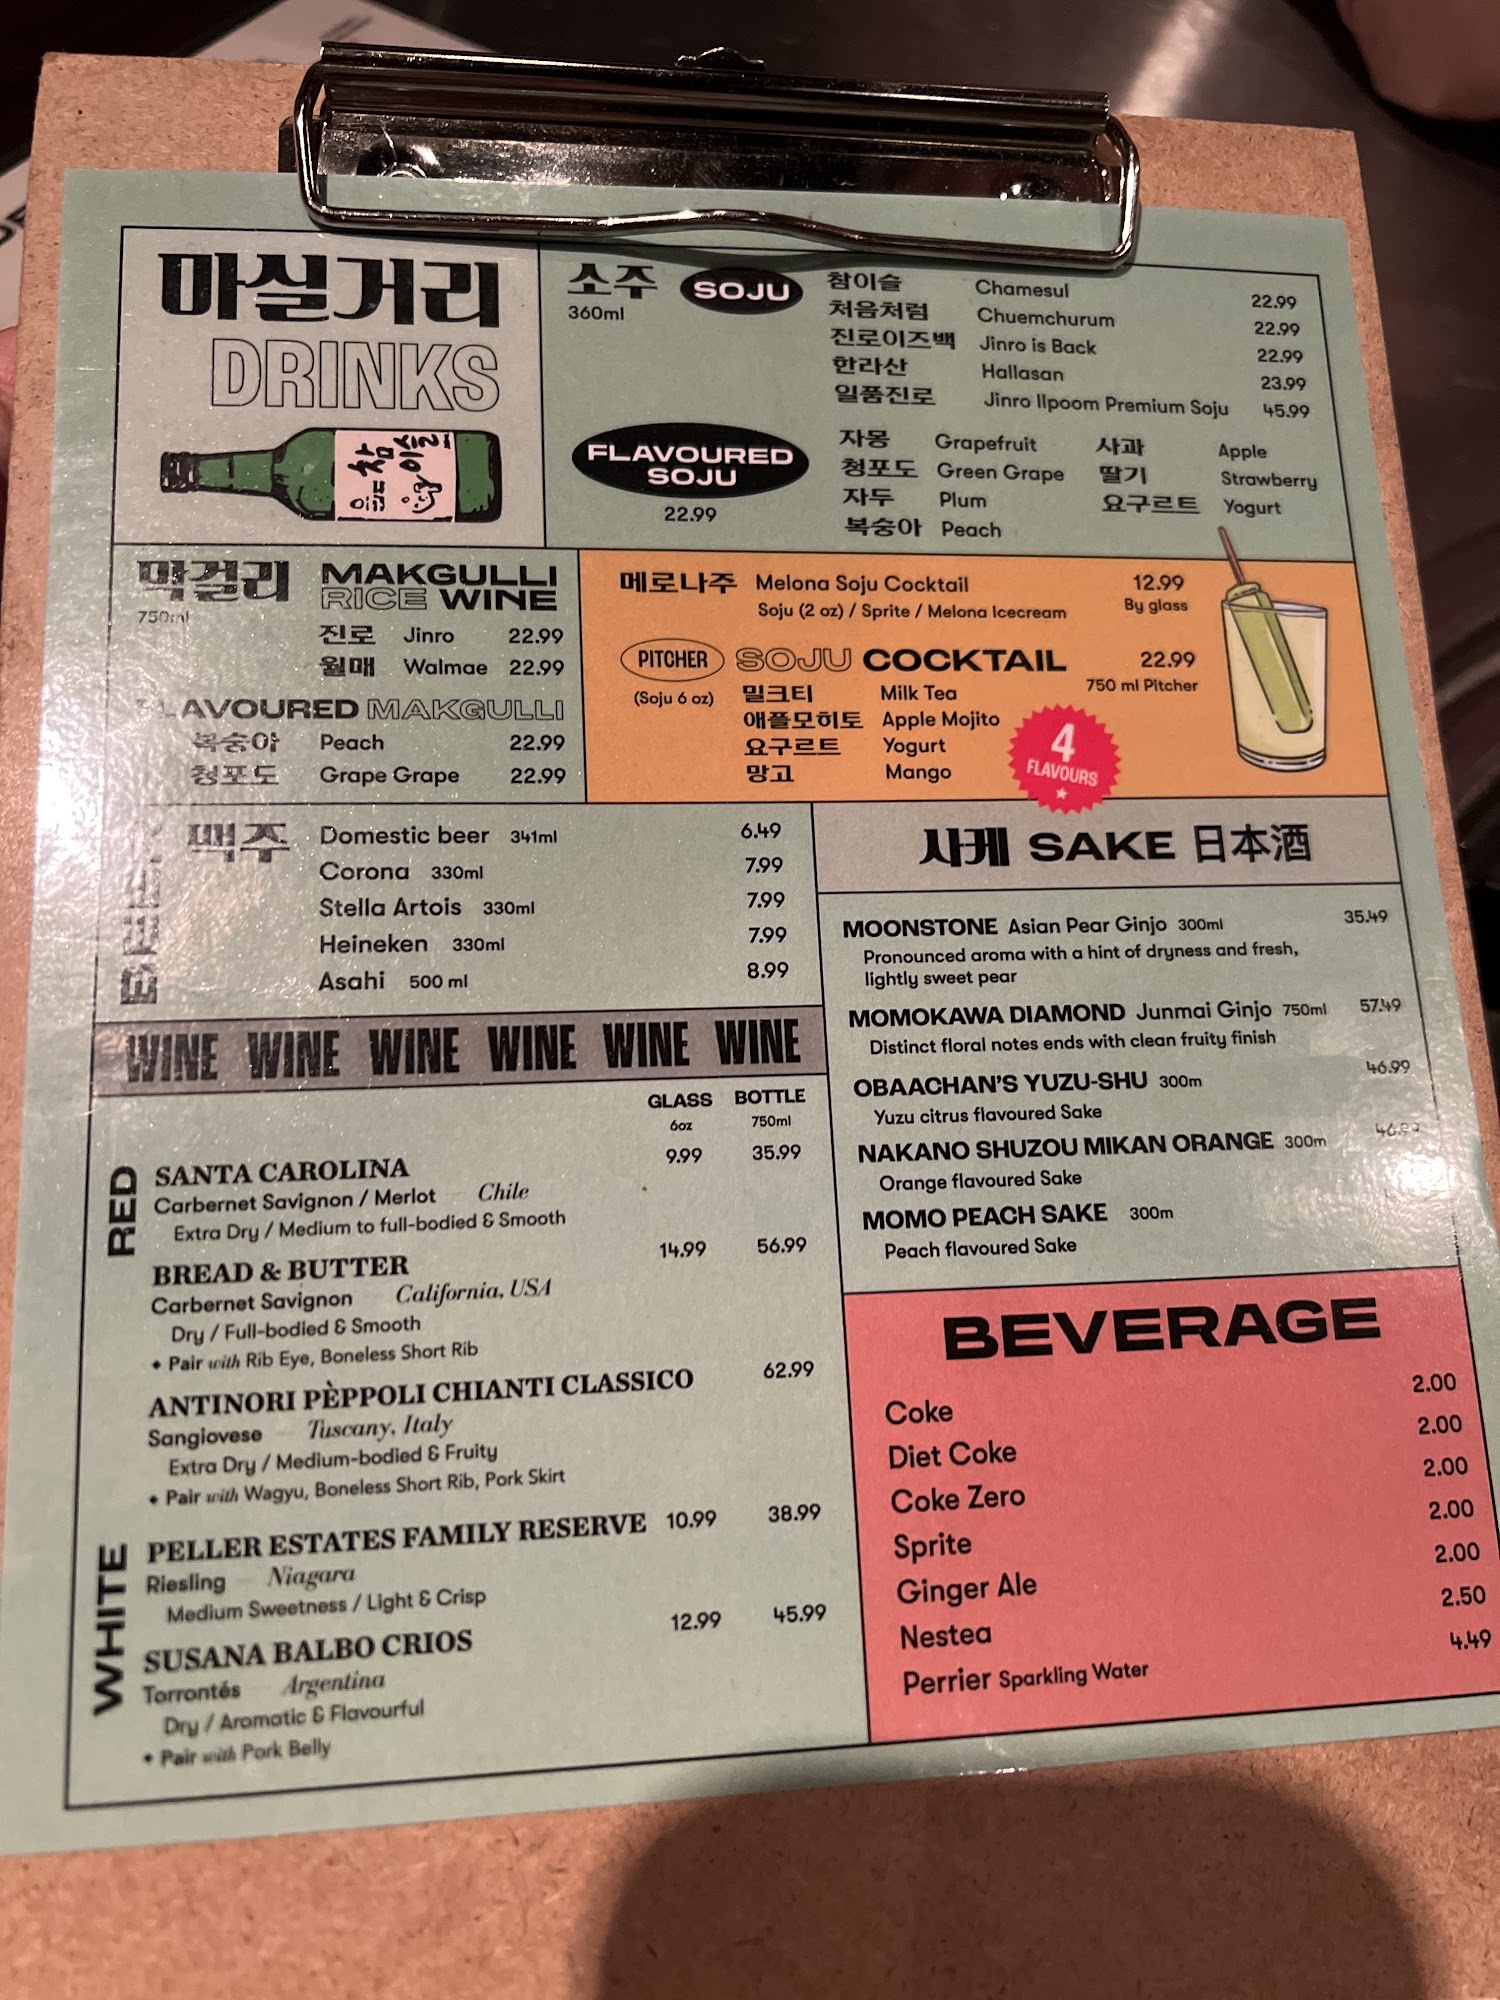 마실거리
DRINKS
참이슬
소주 SOJU
360ml
참이슬 Chamesul 22.99
처음처럼 Chuemchurum 22.99
진로이즈백 Jinro is Back 22.99
한라산 Hallasan 23.99
일품진로 Jinro Ilpoom Premium Soju 45.99
FLAVOURED
SOJU
22.99
자몽 Grapefruit 사과 Apple
청포도 Green Grape 딸기 Strawberry
자두 Plum 요구르트 Yogurt
복숭아 Peach
막걸리 MAKGULLI
750ml RICE WINE
진로 Jinro 22.99
월매 Walmae 22.99
FLAVOURED MAKGULLI
복숭아 Peach 22.99
청포도 Grape Grape 22.99
메로나주 Melona Soju Cocktail 12.99
Soju (2 oz) / Sprite / Melona Icecream By glass
PITCHER SOJU COCKTAIL 22.99
(Soju 6 oz) 750 ml Pitcher
밀크티 Milk Tea
애플모히토 Apple Mojito
요구르트 Yogurt
망고 Mango
4
FLAVOURS
BEER
맥주 Domestic beer 341ml 6.49
Corona 330ml 7.99
Stella Artois 330ml 7.99
Heineken 330ml 7.99
Asahi 500 ml 8.99
WINE WINE WINE WINE WINE WINE
GLASS BOTTLE
6oz 750ml
RED
SANTA CAROLINA 9.99 35.99
Carbernet Savignon / Merlot Chile
Extra Dry / Medium to full-bodied & Smooth
BREAD & BUTTER 14.99 56.99
Carbernet Savignon California, USA
Dry / Full-bodied & Smooth
• Pair with Rib Eye, Boneless Short Rib
ANTINORI PÈPPOLI CHIANTI CLASSICO 62.99
Sangiovese Tuscany, Italy
Extra Dry / Medium-bodied & Fruity
• Pair with Wagyu, Boneless Short Rib, Pork Skirt
WHITE
PELLER ESTATES FAMILY RESERVE 10.99 38.99
Riesling Niagara
Medium Sweetness / Light & Crisp
SUSANA BALBO CRIOS 12.99 45.99
Torrontés Argentina
Dry / Aromatic & Flavourful
• Pair with Pork Belly
사케 SAKE 日本酒
MOONSTONE Asian Pear Ginjo 300ml 35.49
Pronounced aroma with a hint of dryness and fresh,
lightly sweet pear
MOMOKAWA DIAMOND Junmai Ginjo 750ml 57.49
Distinct floral notes ends with clean fruity finish
OBAACHAN'S YUZU-SHU 300m 46.99
Yuzu citrus flavoured Sake
NAKANO SHUZOU MIKAN ORANGE 300m 46.99
Orange flavoured Sake
MOMO PEACH SAKE 300m
Peach flavoured Sake
BEVERAGE
Coke 2.00
Diet Coke 2.00
Coke Zero 2.00
Sprite 2.00
Ginger Ale 2.00
Nestea 2.50
Perrier Sparkling Water 4.49